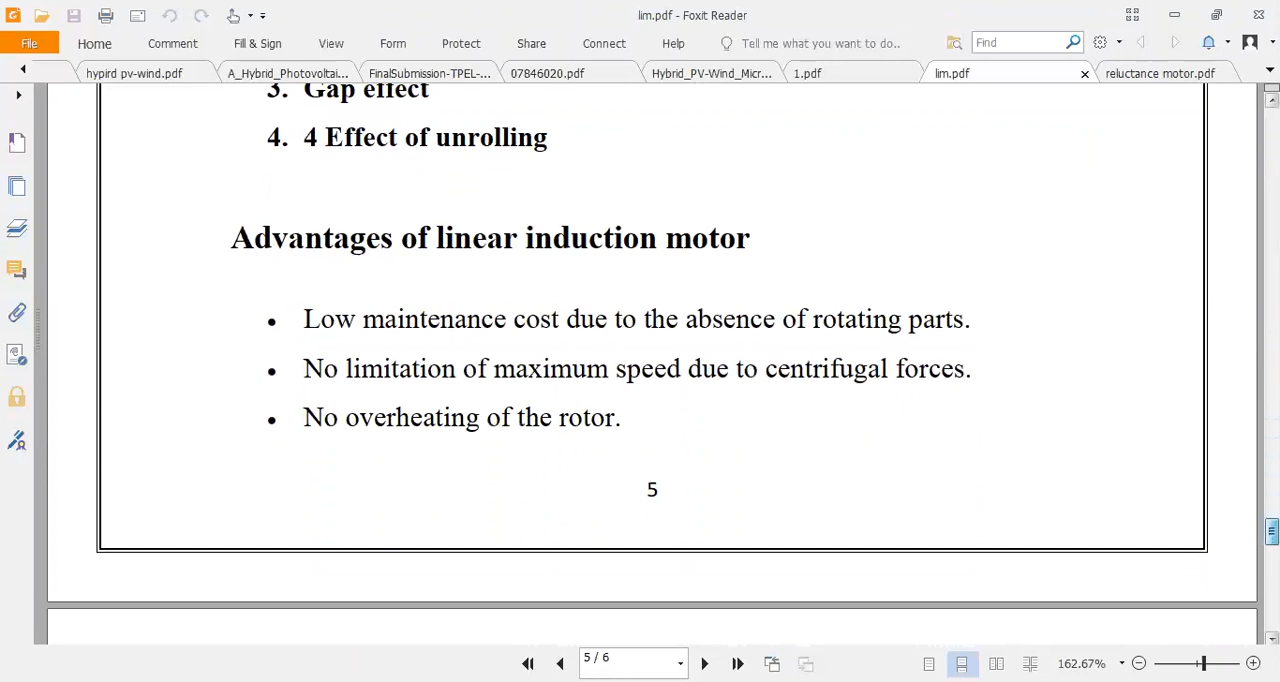 lim.pdf - Foxit Reader
File Home Comment Fill & Sign View Form Protect Share Connect Help Tell me what you want to do.. Find
hypird pv-wind.pdf A_Hybrid_Photovoltai... FinalSubmission-TPEL-... 07846020.pdf Hybrid_PV-Wind_Micr... 1.pdf lim.pdf reluctance motor.pdf
3. Gap effect
4. 4 Effect of unrolling
Advantages of linear induction motor
• Low maintenance cost due to the absence of rotating parts.
• No limitation of maximum speed due to centrifugal forces.
• No overheating of the rotor.
5
5 / 6 162.67%